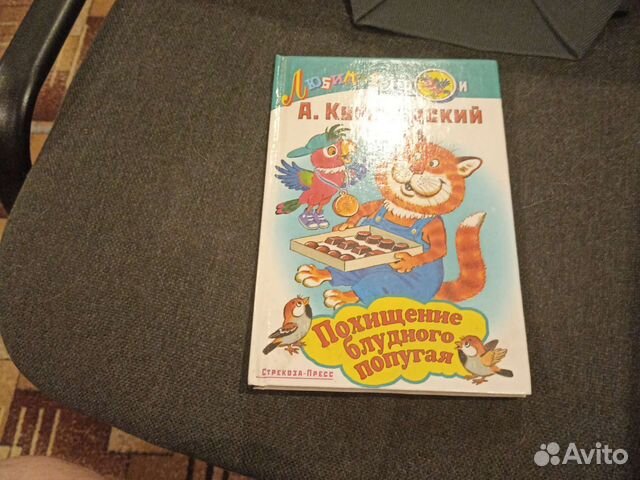 А.
Похищение
блудного
попугая
Стрекоза-Пресс
Avito